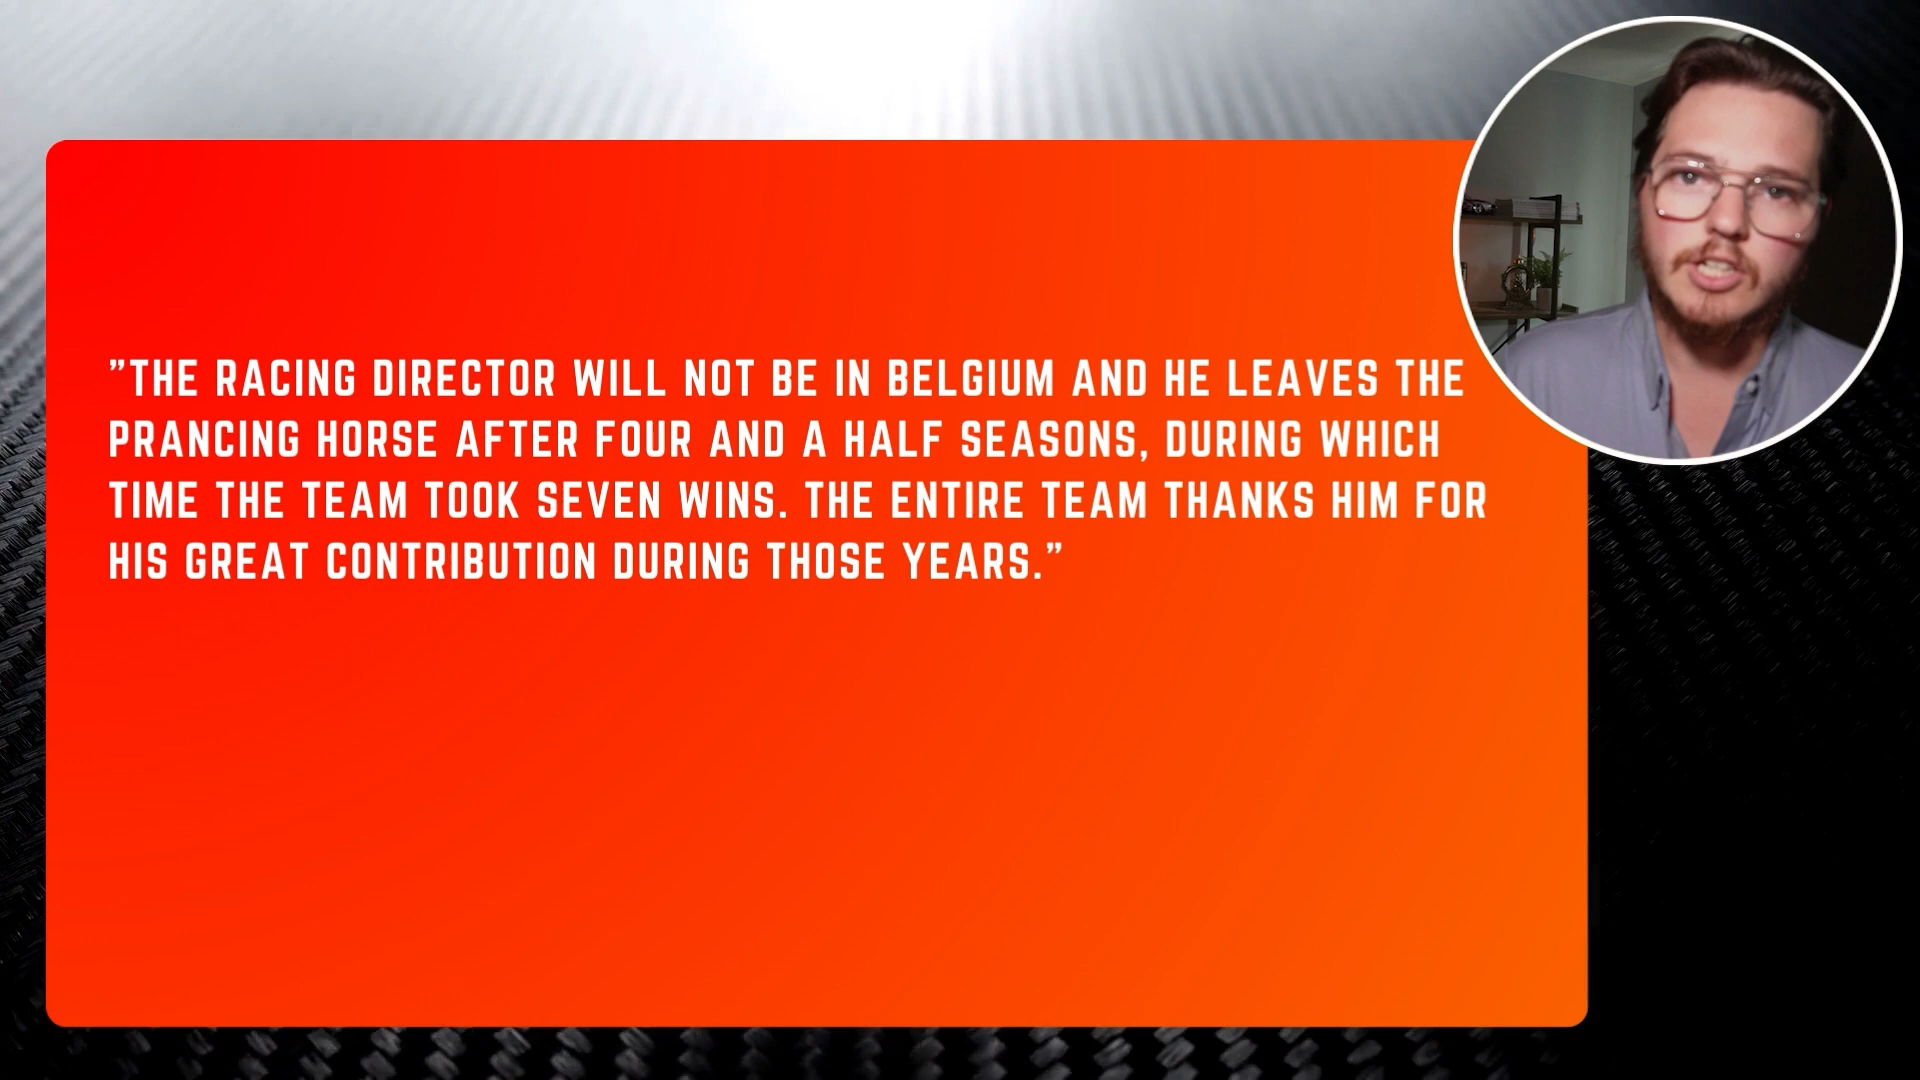 ”THE RACING DIRECTOR WILL NOT BE IN BELGIUM AND HE LEAVES THE
PRANCING HORSE AFTER FOUR AND A HALF SEASONS, DURING WHICH
TIME THE TEAM TOOK SEVEN WINS. THE ENTIRE TEAM THANKS HIM FOR
HIS GREAT CONTRIBUTION DURING THOSE YEARS.”